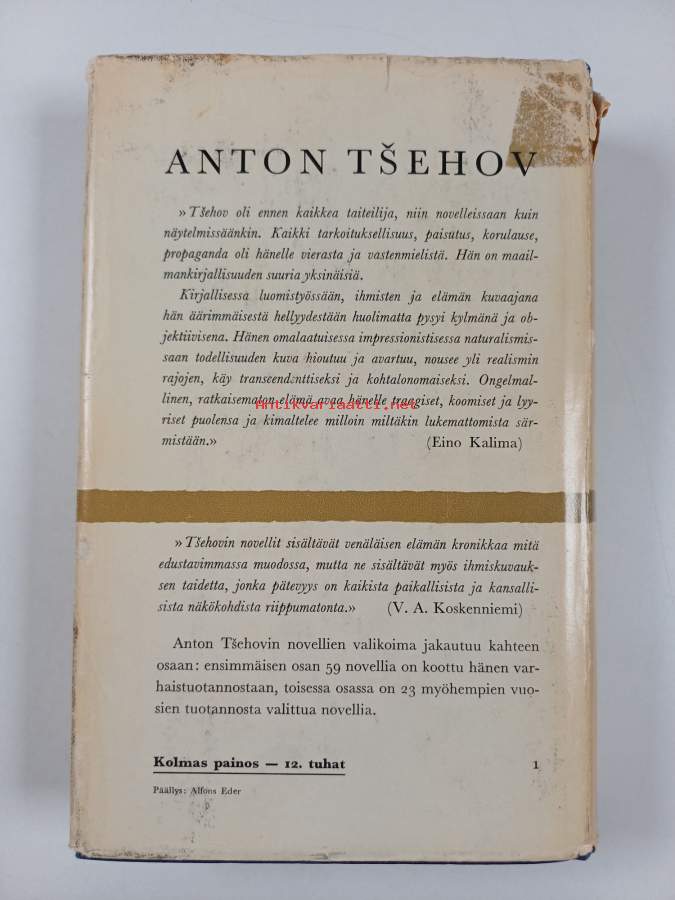 ANTON TŠEHOV
»Tšehov oli ennen kaikkea taiteilija, niin novelleissaan kuin
näytelmissäänkin. Kaikki tarkoituksellisuus, paisutus, korulause,
propaganda oli hänelle vierasta ja vastenmielistä. Hän on maail-
mankirjallisuuden suuria yksinäisiä.
Kirjallisessa luomistyössään, ihmisten ja elämän kuvaajana
hän äärimmäisestä hellyydestään huolimatta pysyi kylmänä ja ob-
jektiivisena. Hänen omalaatuisessa impressionistisessa naturalismis-
saan todellisuuden kuva hioutuu ja avartuu, nousee yli realismin
rajojen, käy transcendenttiseksi ja kohtalonomaiseksi. Ongelmal-
linen, ratkaisematon elämä avaa hänelle traagiset, koomiset ja lyy-
Antikvariaatti.net
riset puolensa ja kimaltelee milloin miltäkin lukemattomista sär-
mistään.» (Eino Kalima)
»Tšehovin novellit sisältävät venäläisen elämän kronikkaa mitä
edustavimmassa muodossa, mutta ne sisältävät myös ihmiskuvauk-
sen taidetta, jonka pätevyys on kaikista paikallisista ja kansalli-
sista näkökohdista riippumatonta.» (V. A. Koskenniemi)
Anton Tšehovin novellien valikoima jakautuu kahteen
osaan: ensimmäisen osan 59 novellia on koottu hänen var-
haistuotannostaan, toisessa osassa on 23 myöhempien vuo-
sien tuotannosta valittua novellia.
Kolmas painos — 12. tuhat 1
Päällys: Alfons Eder